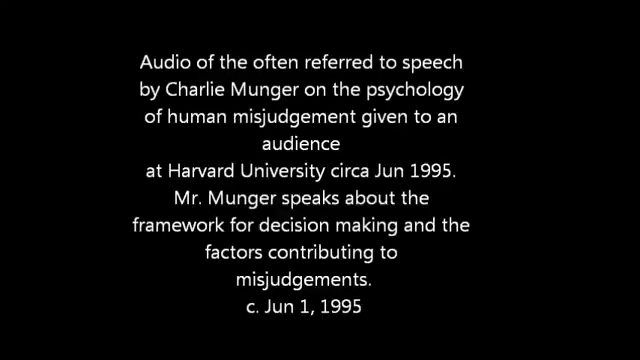 Audio of the often referred to speech
by Charlie Munger on the psychology
of human misjudgement given to an
audience
at Harvard University circa Jun 1995.
Mr. Munger speaks about the
framework for decision making and the
factors contributing to
misjudgements.
c. Jun 1, 1995